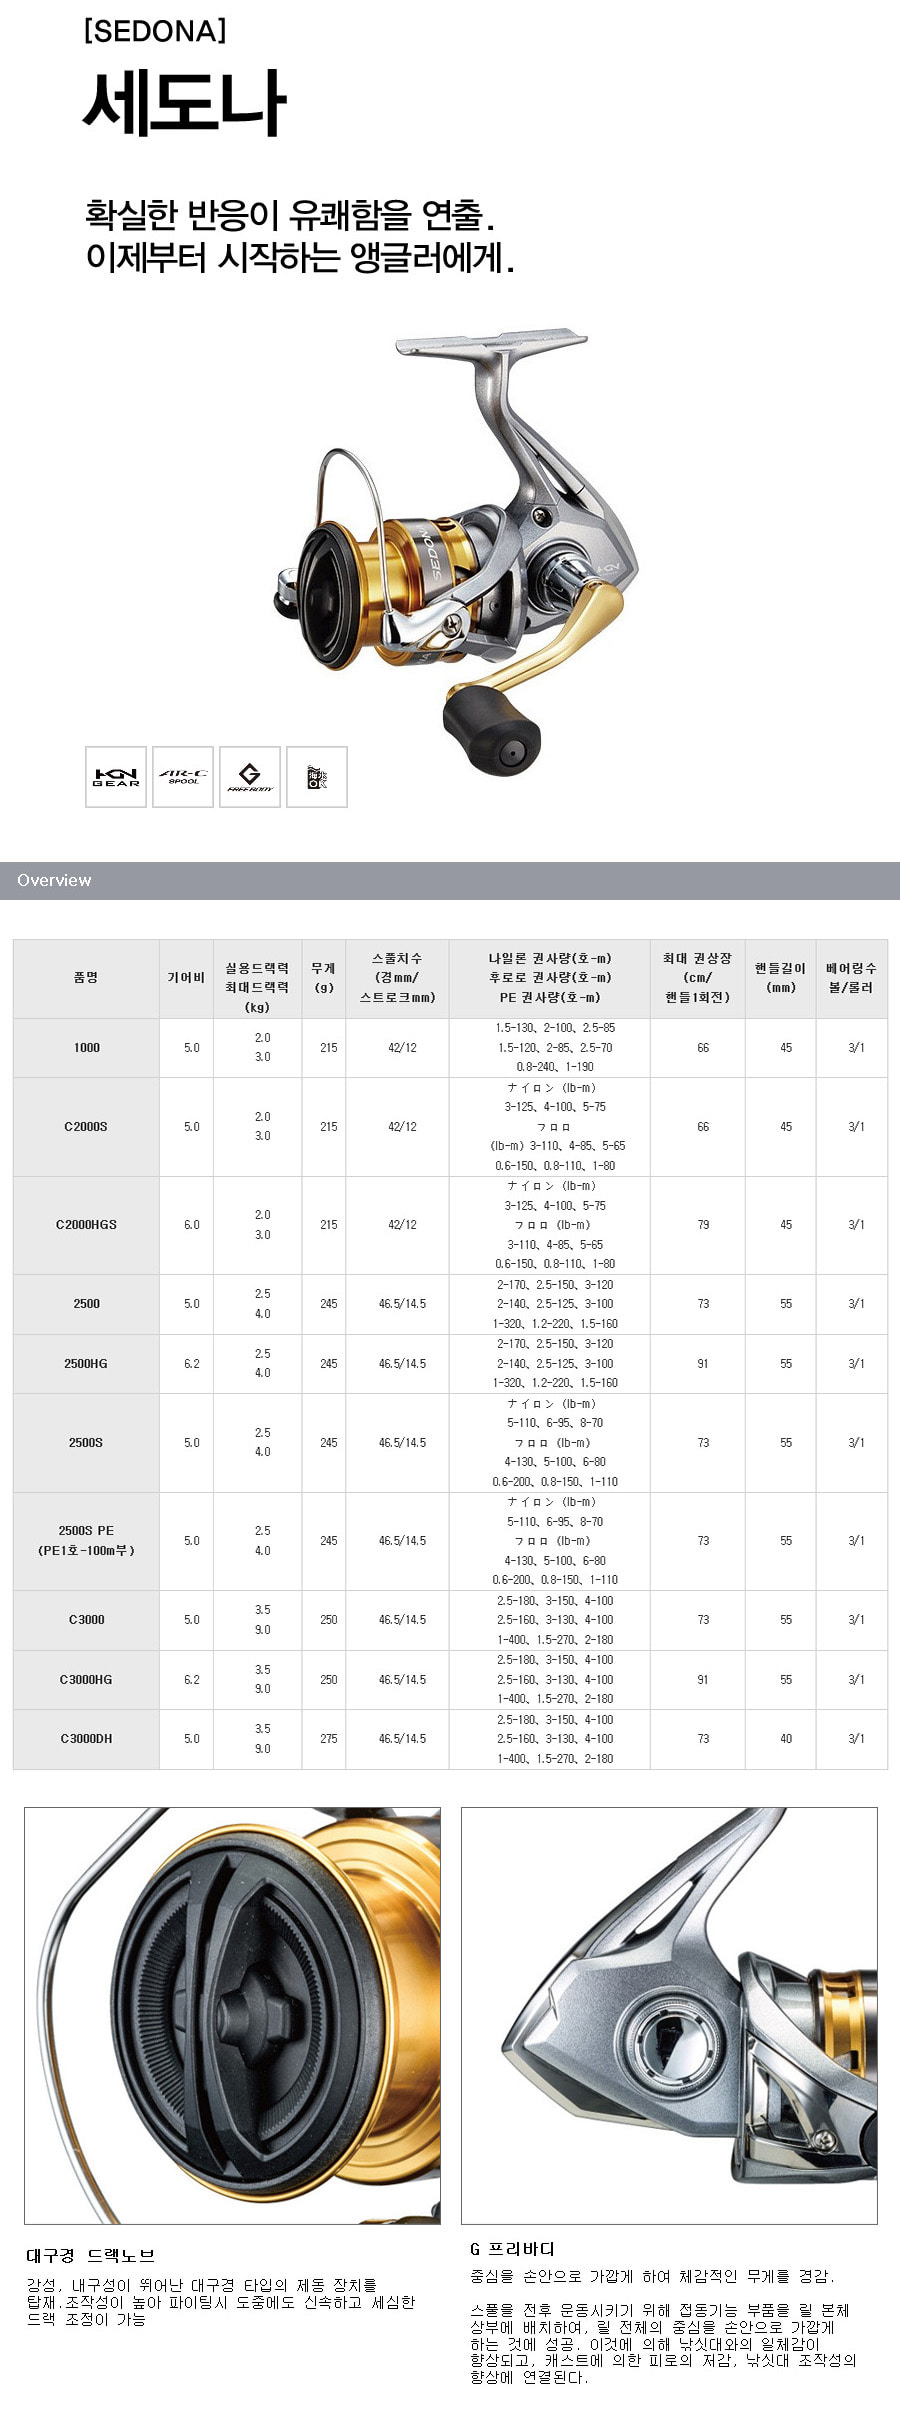 [SEDONA]
세도나
확실한 반응이 유쾌함을 연출.
이제부터 시작하는 앵글러에게.
SEDONA
HGN
HGN
GEAR
AR-C
SPOOL
G
FREE BODY
海水
OK
Overview
품명 기어비 실용드랙력 최대드랙력 (kg) 무게 (g) 스풀치수 (경mm/ 스트로크mm) 나일론 권사량(호-m) 후로로 권사량(호-m) PE 권사량(호-m) 최대 권상장 (cm/ 핸들1회전) 핸들길이 (mm) 베어링수 볼/롤러
1000 5.0 2.0 3.0 215 42/12 1.5-130、2-100、2.5-85 1.5-120、2-85、2.5-70 0.8-240、1-190 66 45 3/1
C2000S 5.0 2.0 3.0 215 42/12 ナイロン (lb-m) 3-125、4-100、5-75 フロロ (lb-m) 3-110、4-85、5-65 0.6-150、0.8-110、1-80 66 45 3/1
C2000HGS 6.0 2.0 3.0 215 42/12 ナイロン (lb-m) 3-125、4-100、5-75 フロロ (lb-m) 3-110、4-85、5-65 0.6-150、0.8-110、1-80 79 45 3/1
2500 5.0 2.5 4.0 245 46.5/14.5 2-170、2.5-150、3-120 2-140、2.5-125、3-100 1-320、1.2-220、1.5-160 73 55 3/1
2500HG 6.2 2.5 4.0 245 46.5/14.5 2-170、2.5-150、3-120 2-140、2.5-125、3-100 1-320、1.2-220、1.5-160 91 55 3/1
2500S 5.0 2.5 4.0 245 46.5/14.5 ナイロン (lb-m) 5-110、6-95、8-70 フロロ (lb-m) 4-130、5-100、6-80 0.6-200、0.8-150、1-110 73 55 3/1
2500S PE (PE1호-100m부) 5.0 2.5 4.0 245 46.5/14.5 ナイロン (lb-m) 5-110、6-95、8-70 フロロ (lb-m) 4-130、5-100、6-80 0.6-200、0.8-150、1-110 73 55 3/1
C3000 5.0 3.5 9.0 250 46.5/14.5 2.5-180、3-150、4-100 2.5-160、3-130、4-100 1-400、1.5-270、2-180 73 55 3/1
C3000HG 6.2 3.5 9.0 250 46.5/14.5 2.5-180、3-150、4-100 2.5-160、3-130、4-100 1-400、1.5-270、2-180 91 55 3/1
C3000DH 5.0 3.5 9.0 275 46.5/14.5 2.5-180、3-150、4-100 2.5-160、3-130、4-100 1-400、1.5-270、2-180 73 40 3/1
대구경 드랙노브
강성, 내구성이 뛰어난 대구경 타입의 제동 장치를
탑재.조작성이 높아 파이팅시 도중에도 신속하고 세심한
드랙 조정이 가능
G 프리바디
중심을 손안으로 가깝게 하여 체감적인 무게를 경감.
스풀을 전후 운동시키기 위해 접동기능 부품을 릴 본체
상부에 배치하여, 릴 전체의 중심을 손안으로 가깝게
하는 것에 성공. 이것에 의해 낚싯대와의 일체감이
향상되고, 캐스트에 의한 피로의 저감, 낚싯대 조작성의
향상에 연결된다.